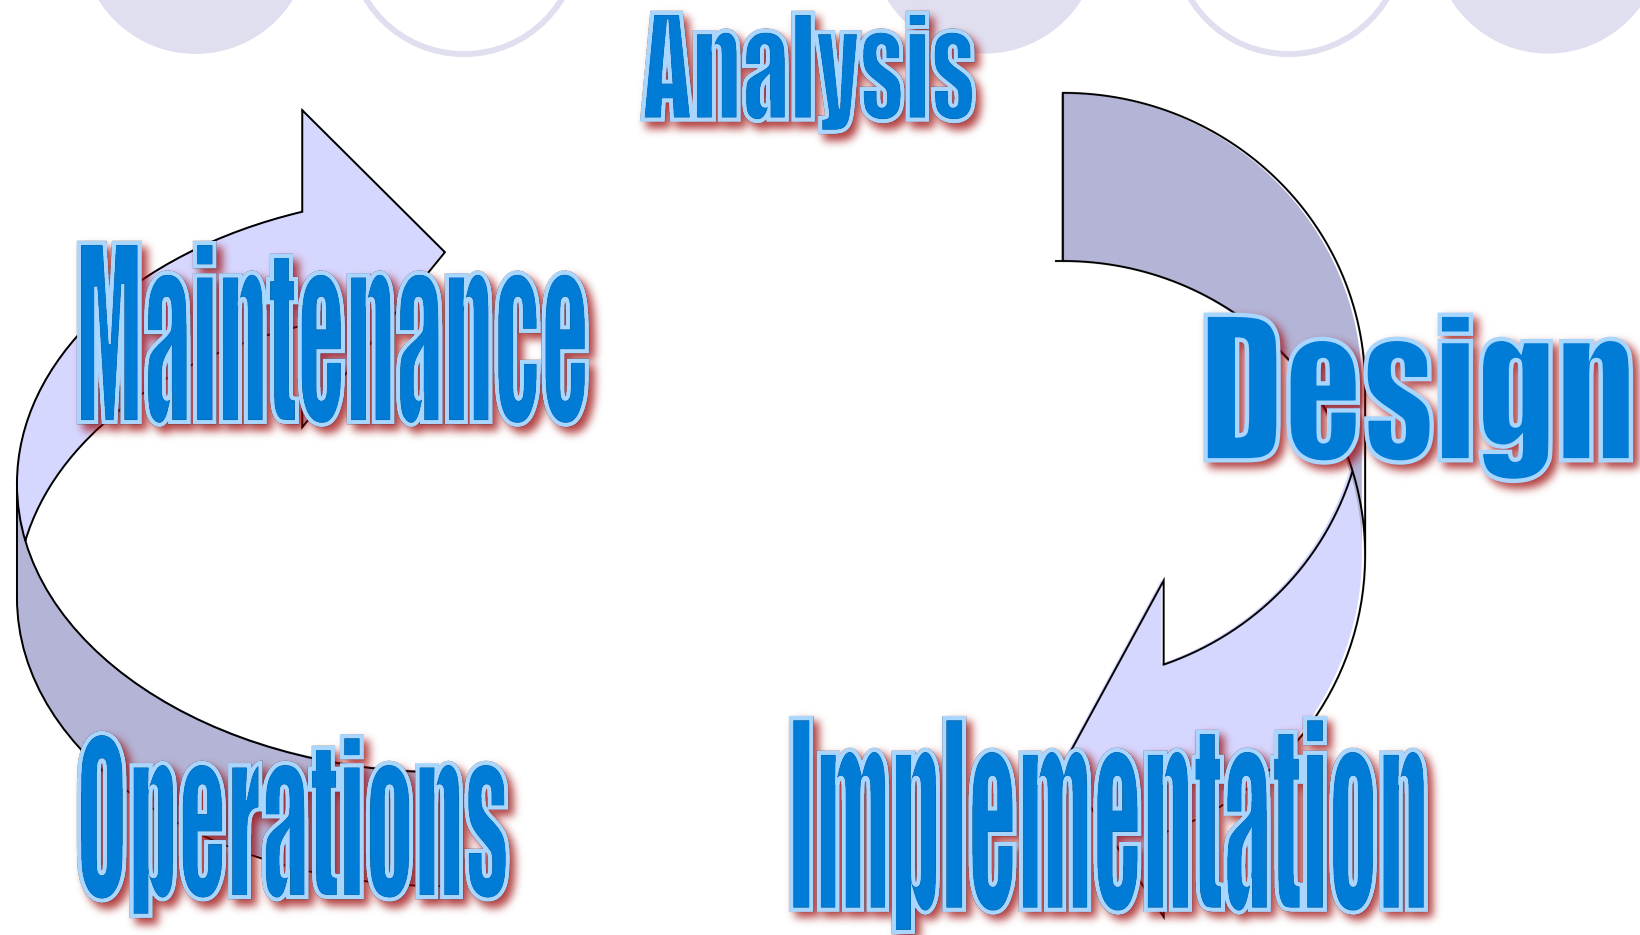 Analysis
Maintenance
Design
Operations
Implementation